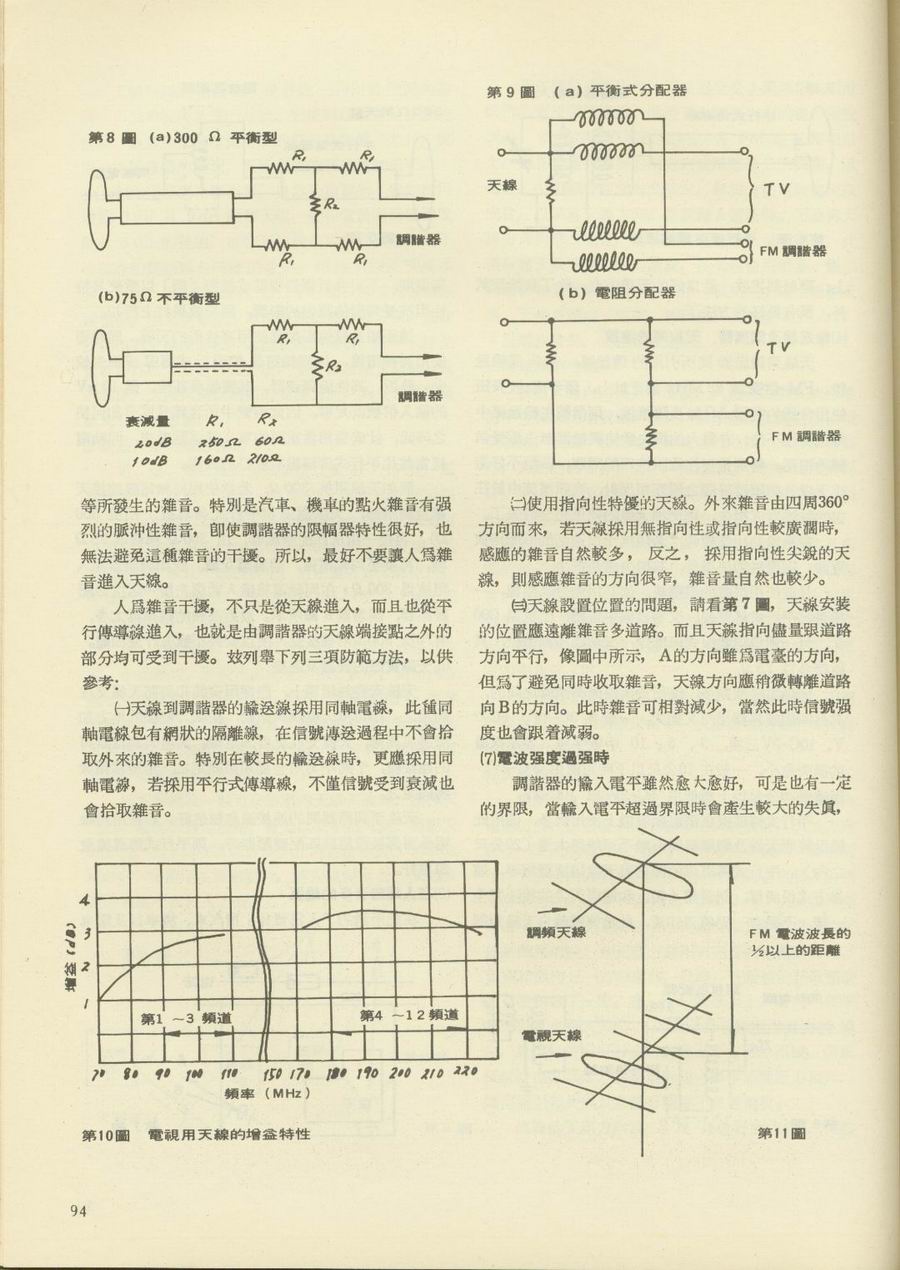 第8圖 (a)300 Ω 平衡型
R₁ R₁
R₂
調諧器
R₁ R₁
(b)75Ω不平衡型
R₁ R₁
R₂
調諧器
衰減量 R₁ R₂
20dB 250Ω 60Ω
10dB 160Ω 210Ω
等所發生的雜音。特別是汽車、機車的點火雜音有强
烈的脈沖性雜音，卽使調諧器的限幅器特性很好，也
無法避免這種雜音的干擾。所以，最好不要讓人爲雜
音進入天線。
人爲雜音干擾，不只是從天線進入，而且也從平
行傳導線進入，也就是由調諧器的天線端接點之外的
部分均可受到干擾。玆列舉下列三項防範方法，以供
參考:
㈠天線到調諧器的輸送線採用同軸電線，此種同
軸電線包有網狀的隔離線，在信號傳送過程中不會拾
取外來的雜音。特別在較長的輸送線時，更應採用同
軸電線，若採用平行式傳導線，不僅信號受到衰減也
會拾取雜音。
第9圖 (a) 平衡式分配器
天線
TV
FM調諧器
(b) 電阻分配器
TV
FM調諧器
㈡使用指向性特優的天線。外來雜音由四周360°
方向而來，若天線採用無指向性或指向性較廣濶時，
感應的雜音自然較多，反之，採用指向性尖銳的天
線，則感應雜音的方向很窄，雜音量自然也較少。
㈢天線設置位置的問題，請看第7圖，天線安裝
的位置應遠離雜音多道路。而且天線指向儘量跟道路
方向平行，像圖中所示，A的方向雖爲電臺的方向，
但爲了避免同時收取雜音，天線方向應稍微轉離道路
向B的方向。此時雜音可相對減少，當然此時信號强
度也會跟着減弱。
⑺電波强度過强時
調諧器的輸入電平雖然愈大愈好，可是也有一定
的界限，當輸入電平超過界限時會產生較大的失眞，
4
3
2
1
增益 (dB)
第1 ~3 頻道
第4 ~12頻道
70 80 90 100 110 150 170 180 190 200 210 220
頻率 (MHz)
第10圖 電視用天線的增益特性
調頻天線
FM 電波波長的
½以上的距離
電視天線
第11圖
94